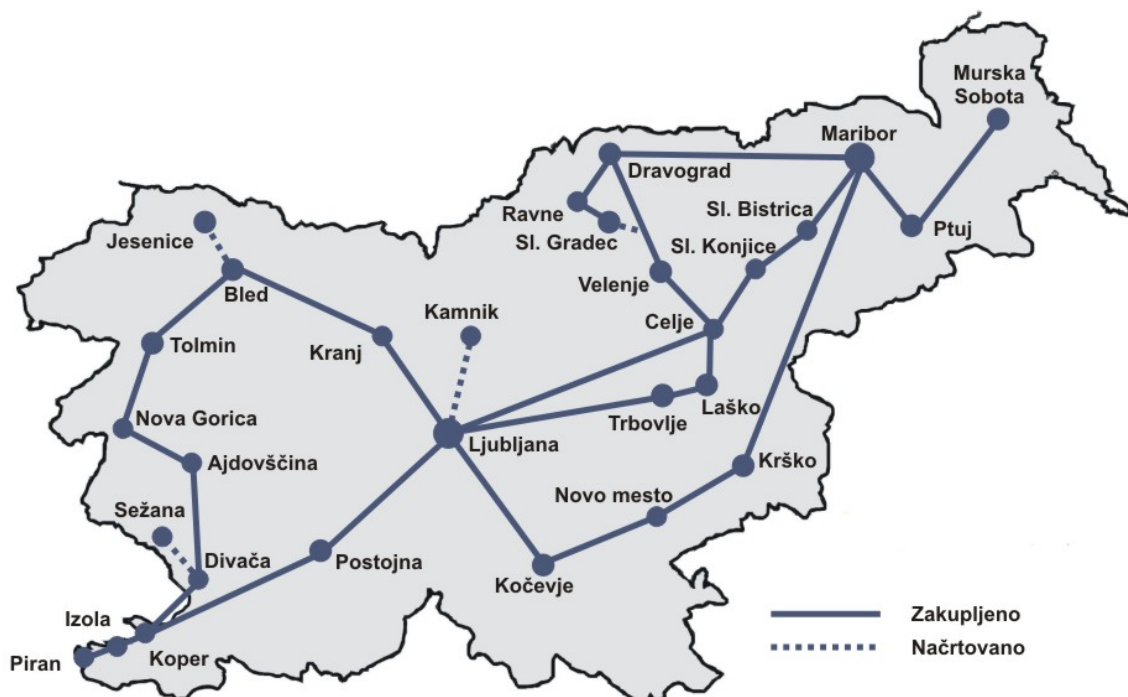 Murska
Sobota
Maribor
Dravograd
Ravne
Sl. Bistrica
Ptuj
Sl. Gradec
Sl. Konjice
Jesenice
Velenje
Bled
Kamnik
Celje
Tolmin
Kranj
Laško
Trbovlje
Nova Gorica
Ljubljana
Ajdovščina
Krško
Novo mesto
Sežana
Divača
Postojna
Kočevje
Izola
Zakupljeno
Piran
Koper
Načrtovano